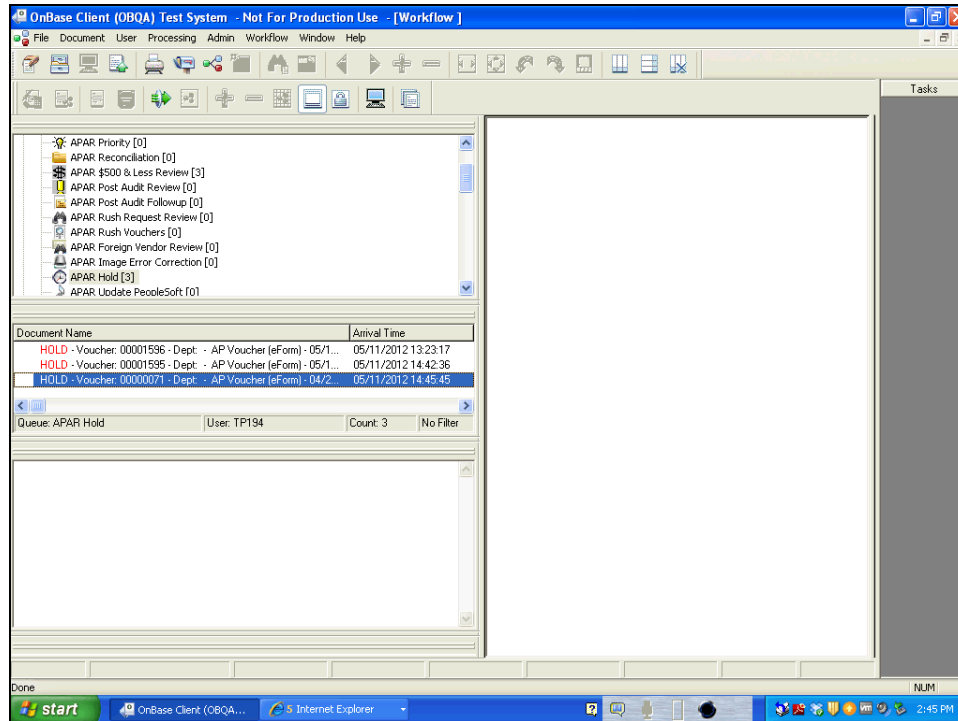 OnBase Client (OBQA) Test System - Not For Production Use - [Workflow ]
File Document User Processing Admin Workflow Window Help
Tasks
APAR Priority [0]
APAR Reconciliation [0]
APAR $500 & Less Review [3]
APAR Post Audit Review [0]
APAR Post Audit Followup [0]
APAR Rush Request Review [0]
APAR Rush Vouchers [0]
APAR Foreign Vendor Review [0]
APAR Image Error Correction [0]
APAR Hold [3]
APAR Update PeopleSoft [0]
Document Name Arrival Time
HOLD - Voucher: 00001596 - Dept: - AP Voucher (eForm) - 05/1... 05/11/2012 13:23:17
HOLD - Voucher: 00001595 - Dept: - AP Voucher (eForm) - 05/1... 05/11/2012 14:42:36
HOLD - Voucher: 00000071 - Dept: - AP Voucher (eForm) - 04/2... 05/11/2012 14:45:45
Queue: APAR Hold User: TP194 Count: 3 No Filter
Done NUM
start OnBase Client (OBQA... 5 Internet Explorer 2:45 PM